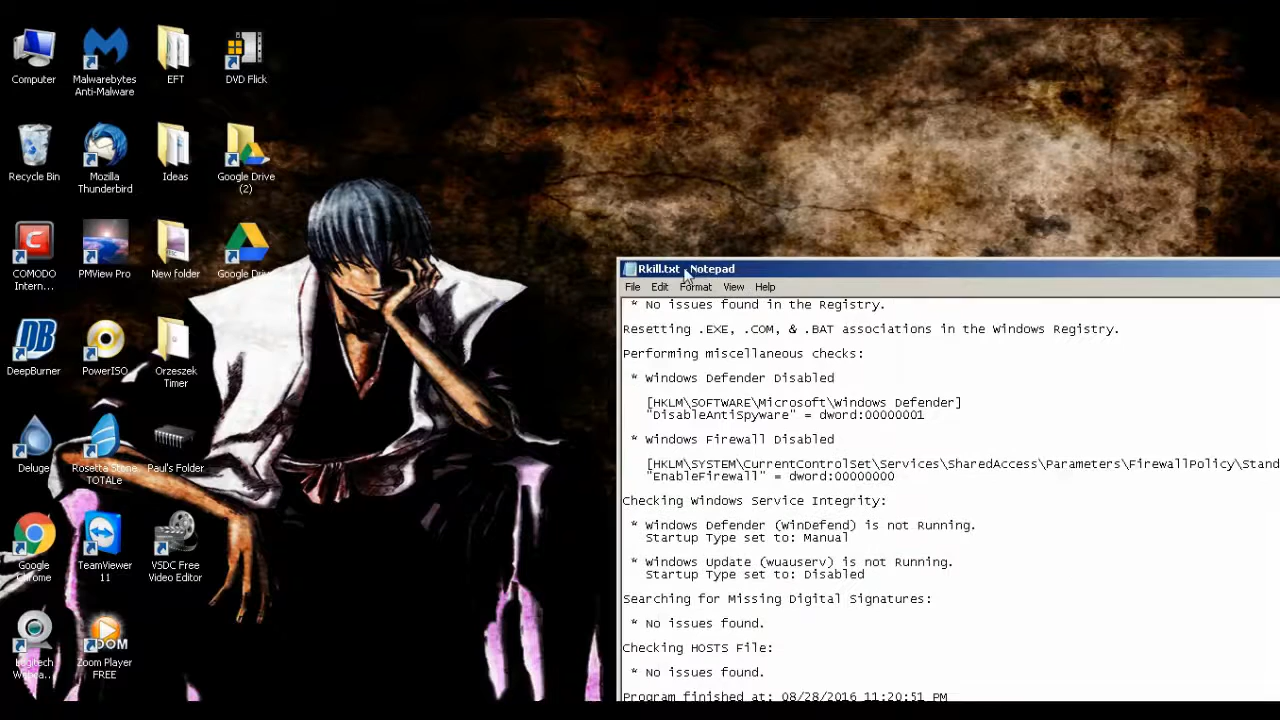 Computer
Malwarebytes
Anti-Malware
EFT
8
DVD Flick
Recycle Bin
Mozilla
Thunderbird
Ideas
Google Drive
(2)
C
COMODO
Intern...
PMView Pro
New folder
Google Driv
DB
DeepBurner
PowerISO
Orzeszek
Timer
Deluge
Rosetta Stone
TOTALe
Paul's Folder
Google
Chrome
TeamViewer
11
VSDC Free
Video Editor
Logitech
Webca...
OOM
Zoom Player
FREE
Rkill.txt - Notepad
File Edit Format View Help
* No issues found in the Registry.
Resetting .EXE, .COM, & .BAT associations in the Windows Registry.
Performing miscellaneous checks:
* Windows Defender Disabled
[HKLM\SOFTWARE\Microsoft\Windows Defender]
"DisableAntiSpyware" = dword:00000001
* Windows Firewall Disabled
[HKLM\SYSTEM\CurrentControlSet\Services\SharedAccess\Parameters\FirewallPolicy\Stand
"EnableFirewall" = dword:00000000
Checking Windows Service Integrity:
* Windows Defender (WinDefend) is not Running.
Startup Type set to: Manual
* Windows Update (wuauserv) is not Running.
Startup Type set to: Disabled
Searching for Missing Digital Signatures:
* No issues found.
Checking HOSTS File:
* No issues found.
Program finished at: 08/28/2016 11:20:51 PM